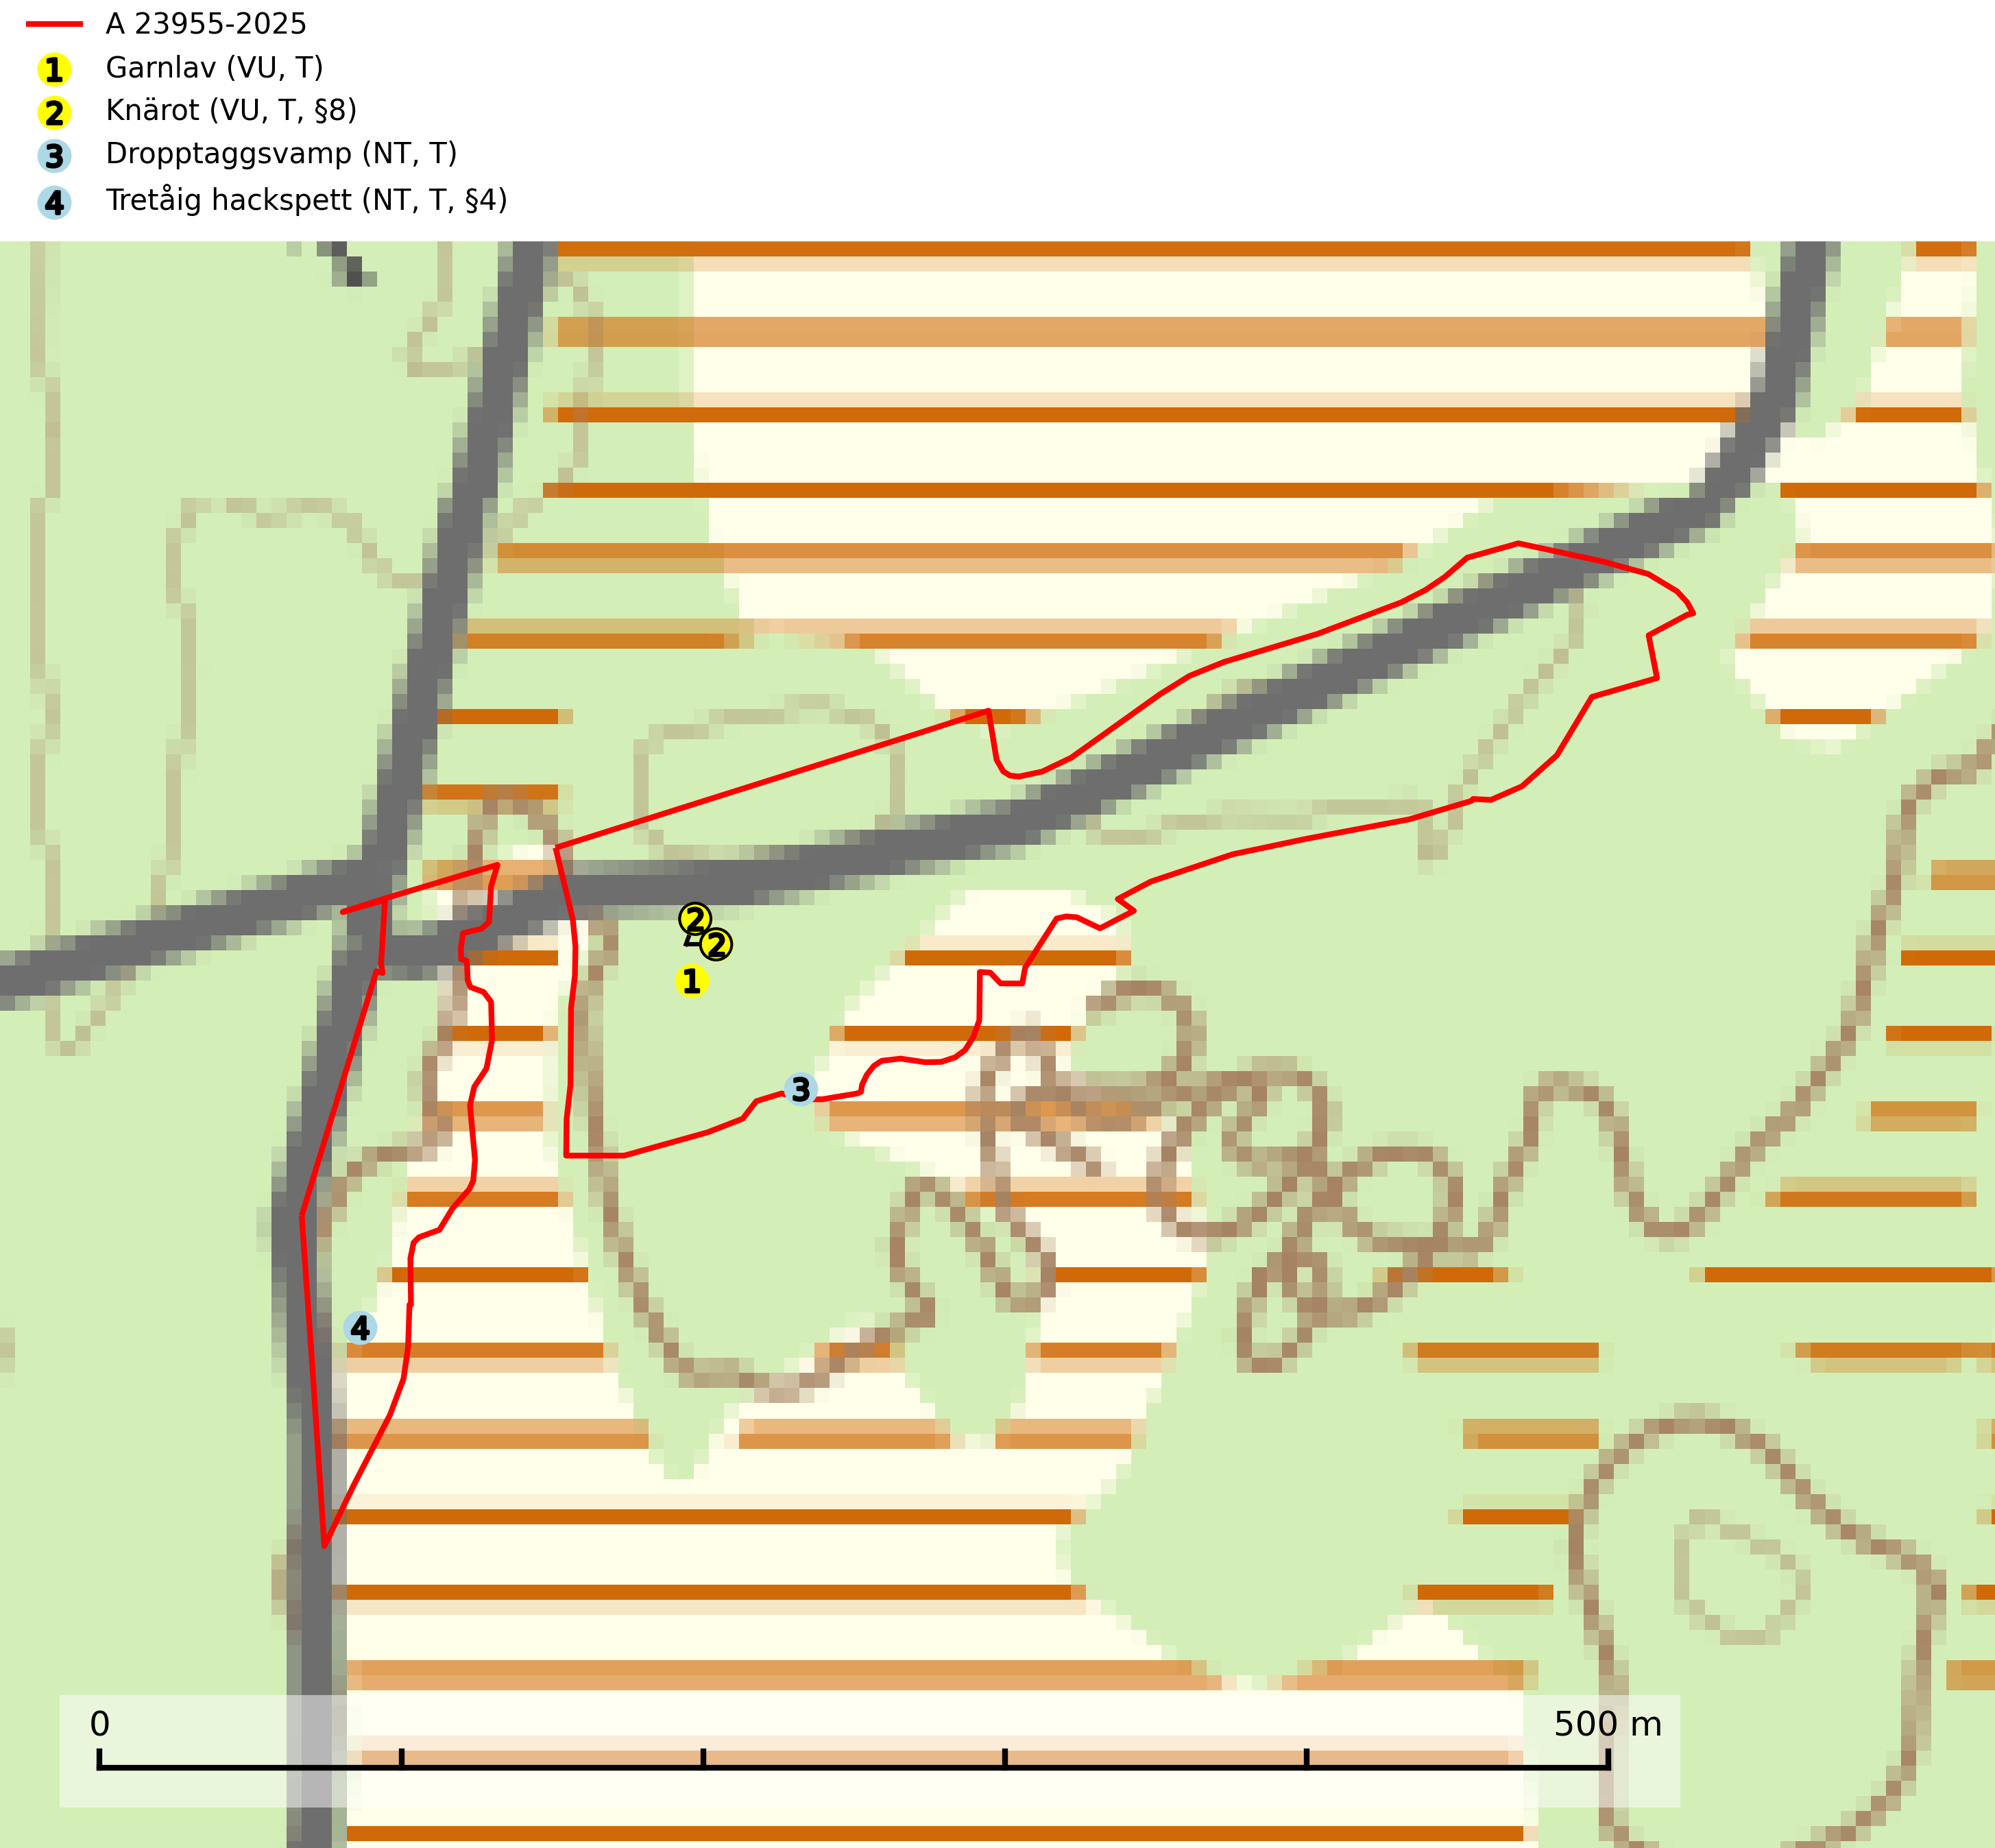 A 23955-2025
1 Garnlav (VU, T)
2 Knärot (VU, T, §8)
3 Dropptaggsvamp (NT, T)
4 Tretåig hackspett (NT, T, §4)
2
2
1
3
4
0 500 m